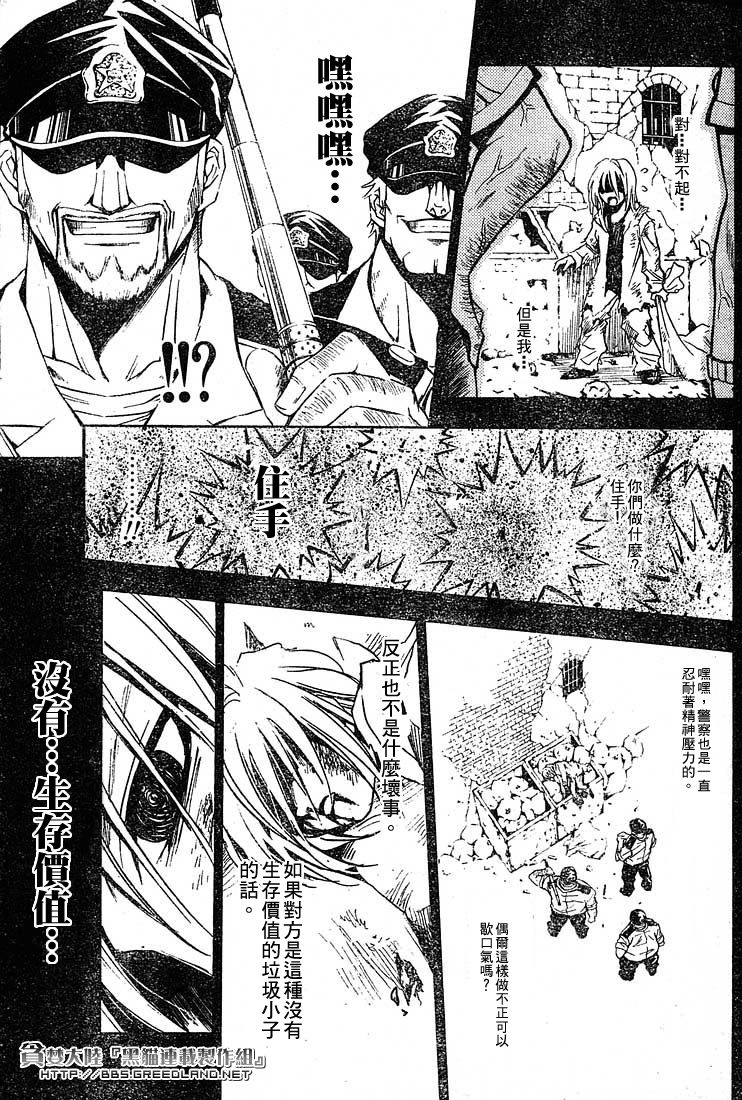 對…對不起…
但是我…
嘿嘿嘿…
!!?
你們做什麼？
住手—
住手
………!!
嘿嘿，警察也是一直
忍耐著精神壓力的。
偶爾這樣做不正可以
歇口氣嗎？
反正也不是什麼壞事。
如果對方是這種沒有
生存價值的垃圾小子
的話。
沒有…生存價值…
貧夢大陸『黑貓連載製作組』
HTTP://BBS.GREEDLAND.NET